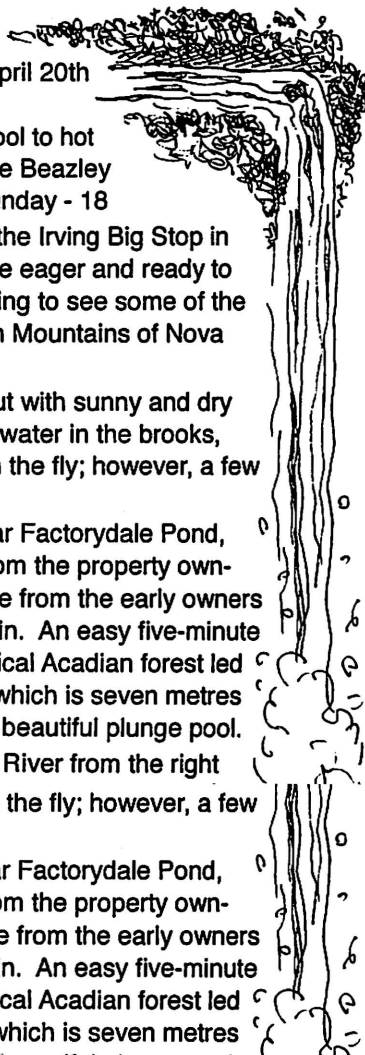 pril 20th
ool to hot
e Beazley
unday - 18
the Irving Big Stop in
e eager and ready to
ing to see some of the
n Mountains of Nova
ut with sunny and dry
water in the brooks,
n the fly; however, a few
ar Factorydale Pond,
om the property own-
e from the early owners
in. An easy five-minute
ical Acadian forest led
which is seven metres
beautiful plunge pool.
River from the right
the fly; however, a few
ar Factorydale Pond,
om the property own-
e from the early owners
in. An easy five-minute
ical Acadian forest led
which is seven metres